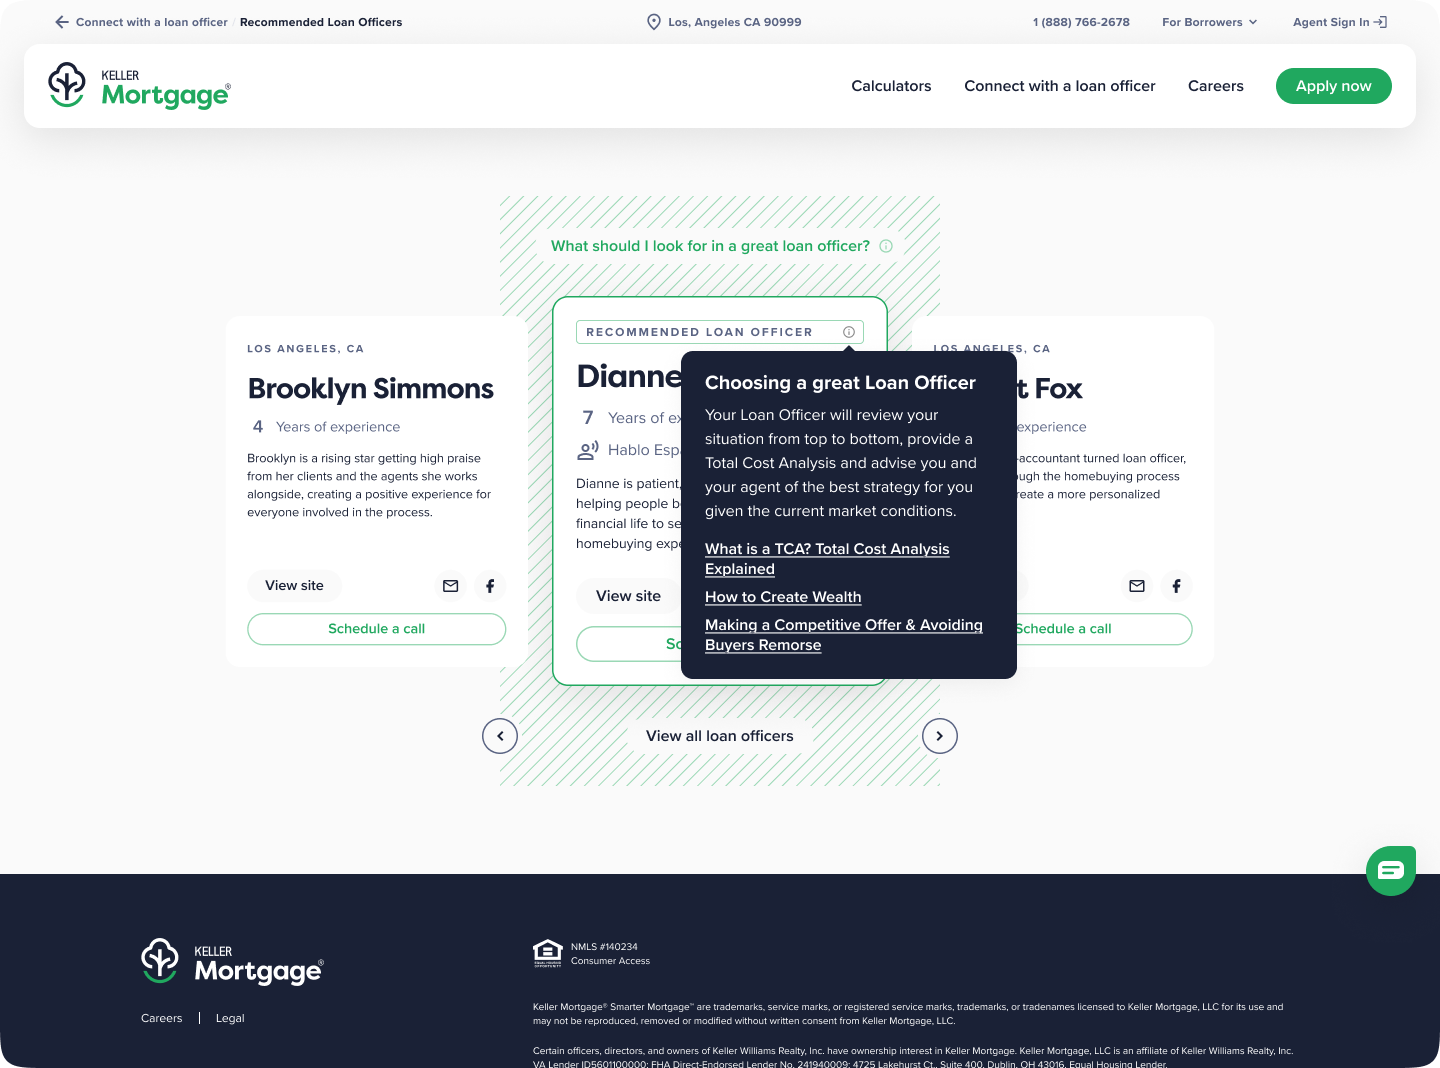 Connect with a loan officer / Recommended Loan Officers
Los, Angeles CA 90999
1 (888) 766-2678
For Borrowers
Agent Sign In
KELLER
Mortgage®
Calculators
Connect with a loan officer
Careers
Apply now
What should I look for in a great loan officer?
LOS ANGELES, CA
Brooklyn Simmons
4 Years of experience
Brooklyn is a rising star getting high praise
from her clients and the agents she works
alongside, creating a positive experience for
everyone involved in the process.
View site
Schedule a call
RECOMMENDED LOAN OFFICER
Dianne
7 Years of
Hablo
Dianne is patient,
helping people
financial life to
homebuying
View site
Choosing a great Loan Officer
Your Loan Officer will review your
situation from top to bottom, provide a
Total Cost Analysis and advise you and
your agent of the best strategy for you
given the current market conditions.
What is a TCA? Total Cost Analysis
Explained
How to Create Wealth
Making a Competitive Offer & Avoiding
Buyers Remorse
LOS ANGELES, CA
Fox
experience
-accountant turned loan officer,
the homebuying process
a more personalized
Schedule a call
View all loan officers
KELLER
Mortgage®
Careers | Legal
NMLS #140234
Consumer Access
EQUAL HOUSING
OPPORTUNITY
Keller Mortgage® Smarter Mortgage™ are trademarks, service marks, or registered service marks, trademarks, or tradenames licensed to Keller Mortgage, LLC for its use and
may not be reproduced, removed or modified without written consent from Keller Mortgage, LLC.
Certain officers, directors, and owners of Keller Williams Realty, Inc. have ownership interest in Keller Mortgage. Keller Mortgage, LLC is an affiliate of Keller Williams Realty, Inc.
VA Lender ID5601100000; FHA Direct-Endorsed Lender No. 241940009; 4725 Lakehurst Ct., Suite 400, Dublin, OH 43016. Equal Housing Lender.